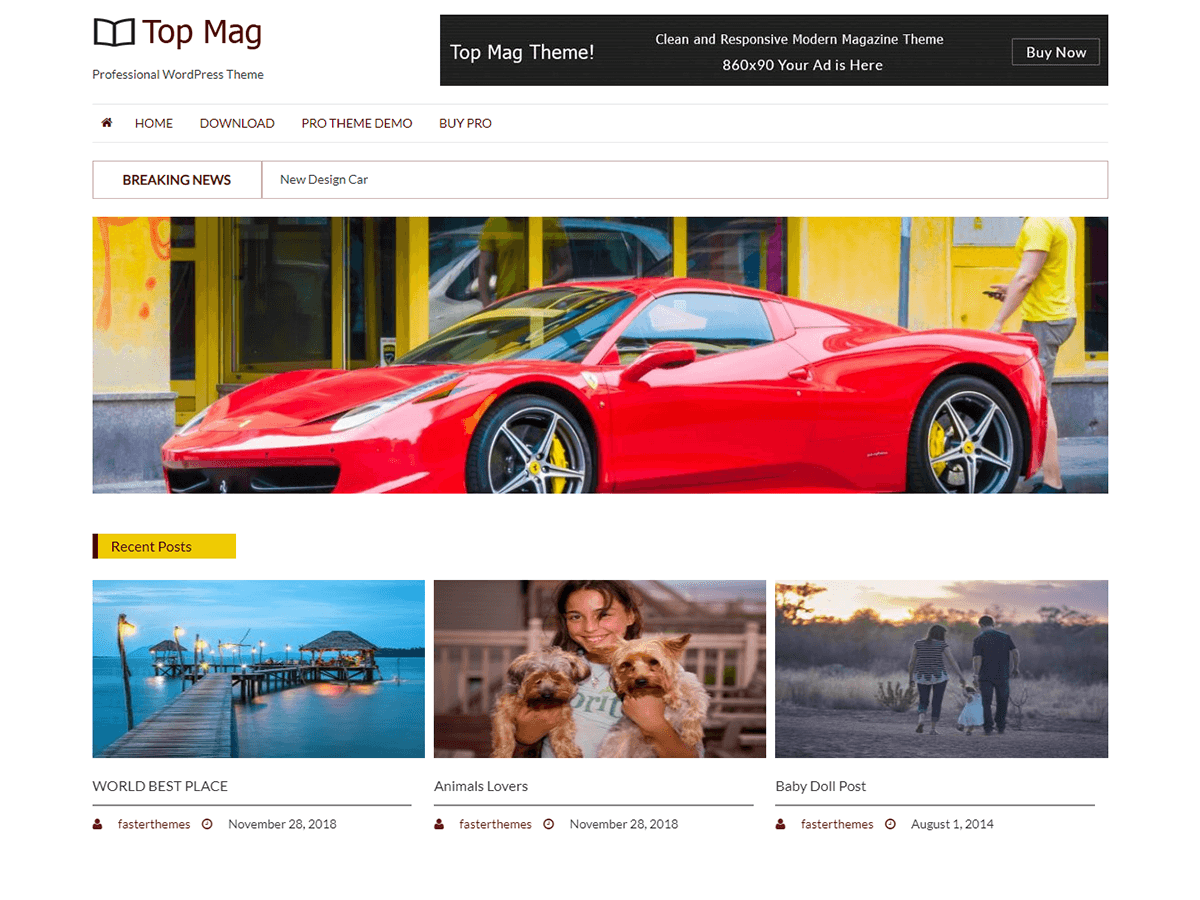 Top Mag
Professional WordPress Theme
Top Mag Theme!
Clean and Responsive Modern Magazine Theme
860x90 Your Ad is Here
Buy Now
HOME DOWNLOAD PRO THEME DEMO BUY PRO
BREAKING NEWS New Design Car
Recent Posts
WORLD BEST PLACE
fasterthemes November 28, 2018
Animals Lovers
fasterthemes November 28, 2018
Baby Doll Post
fasterthemes August 1, 2014